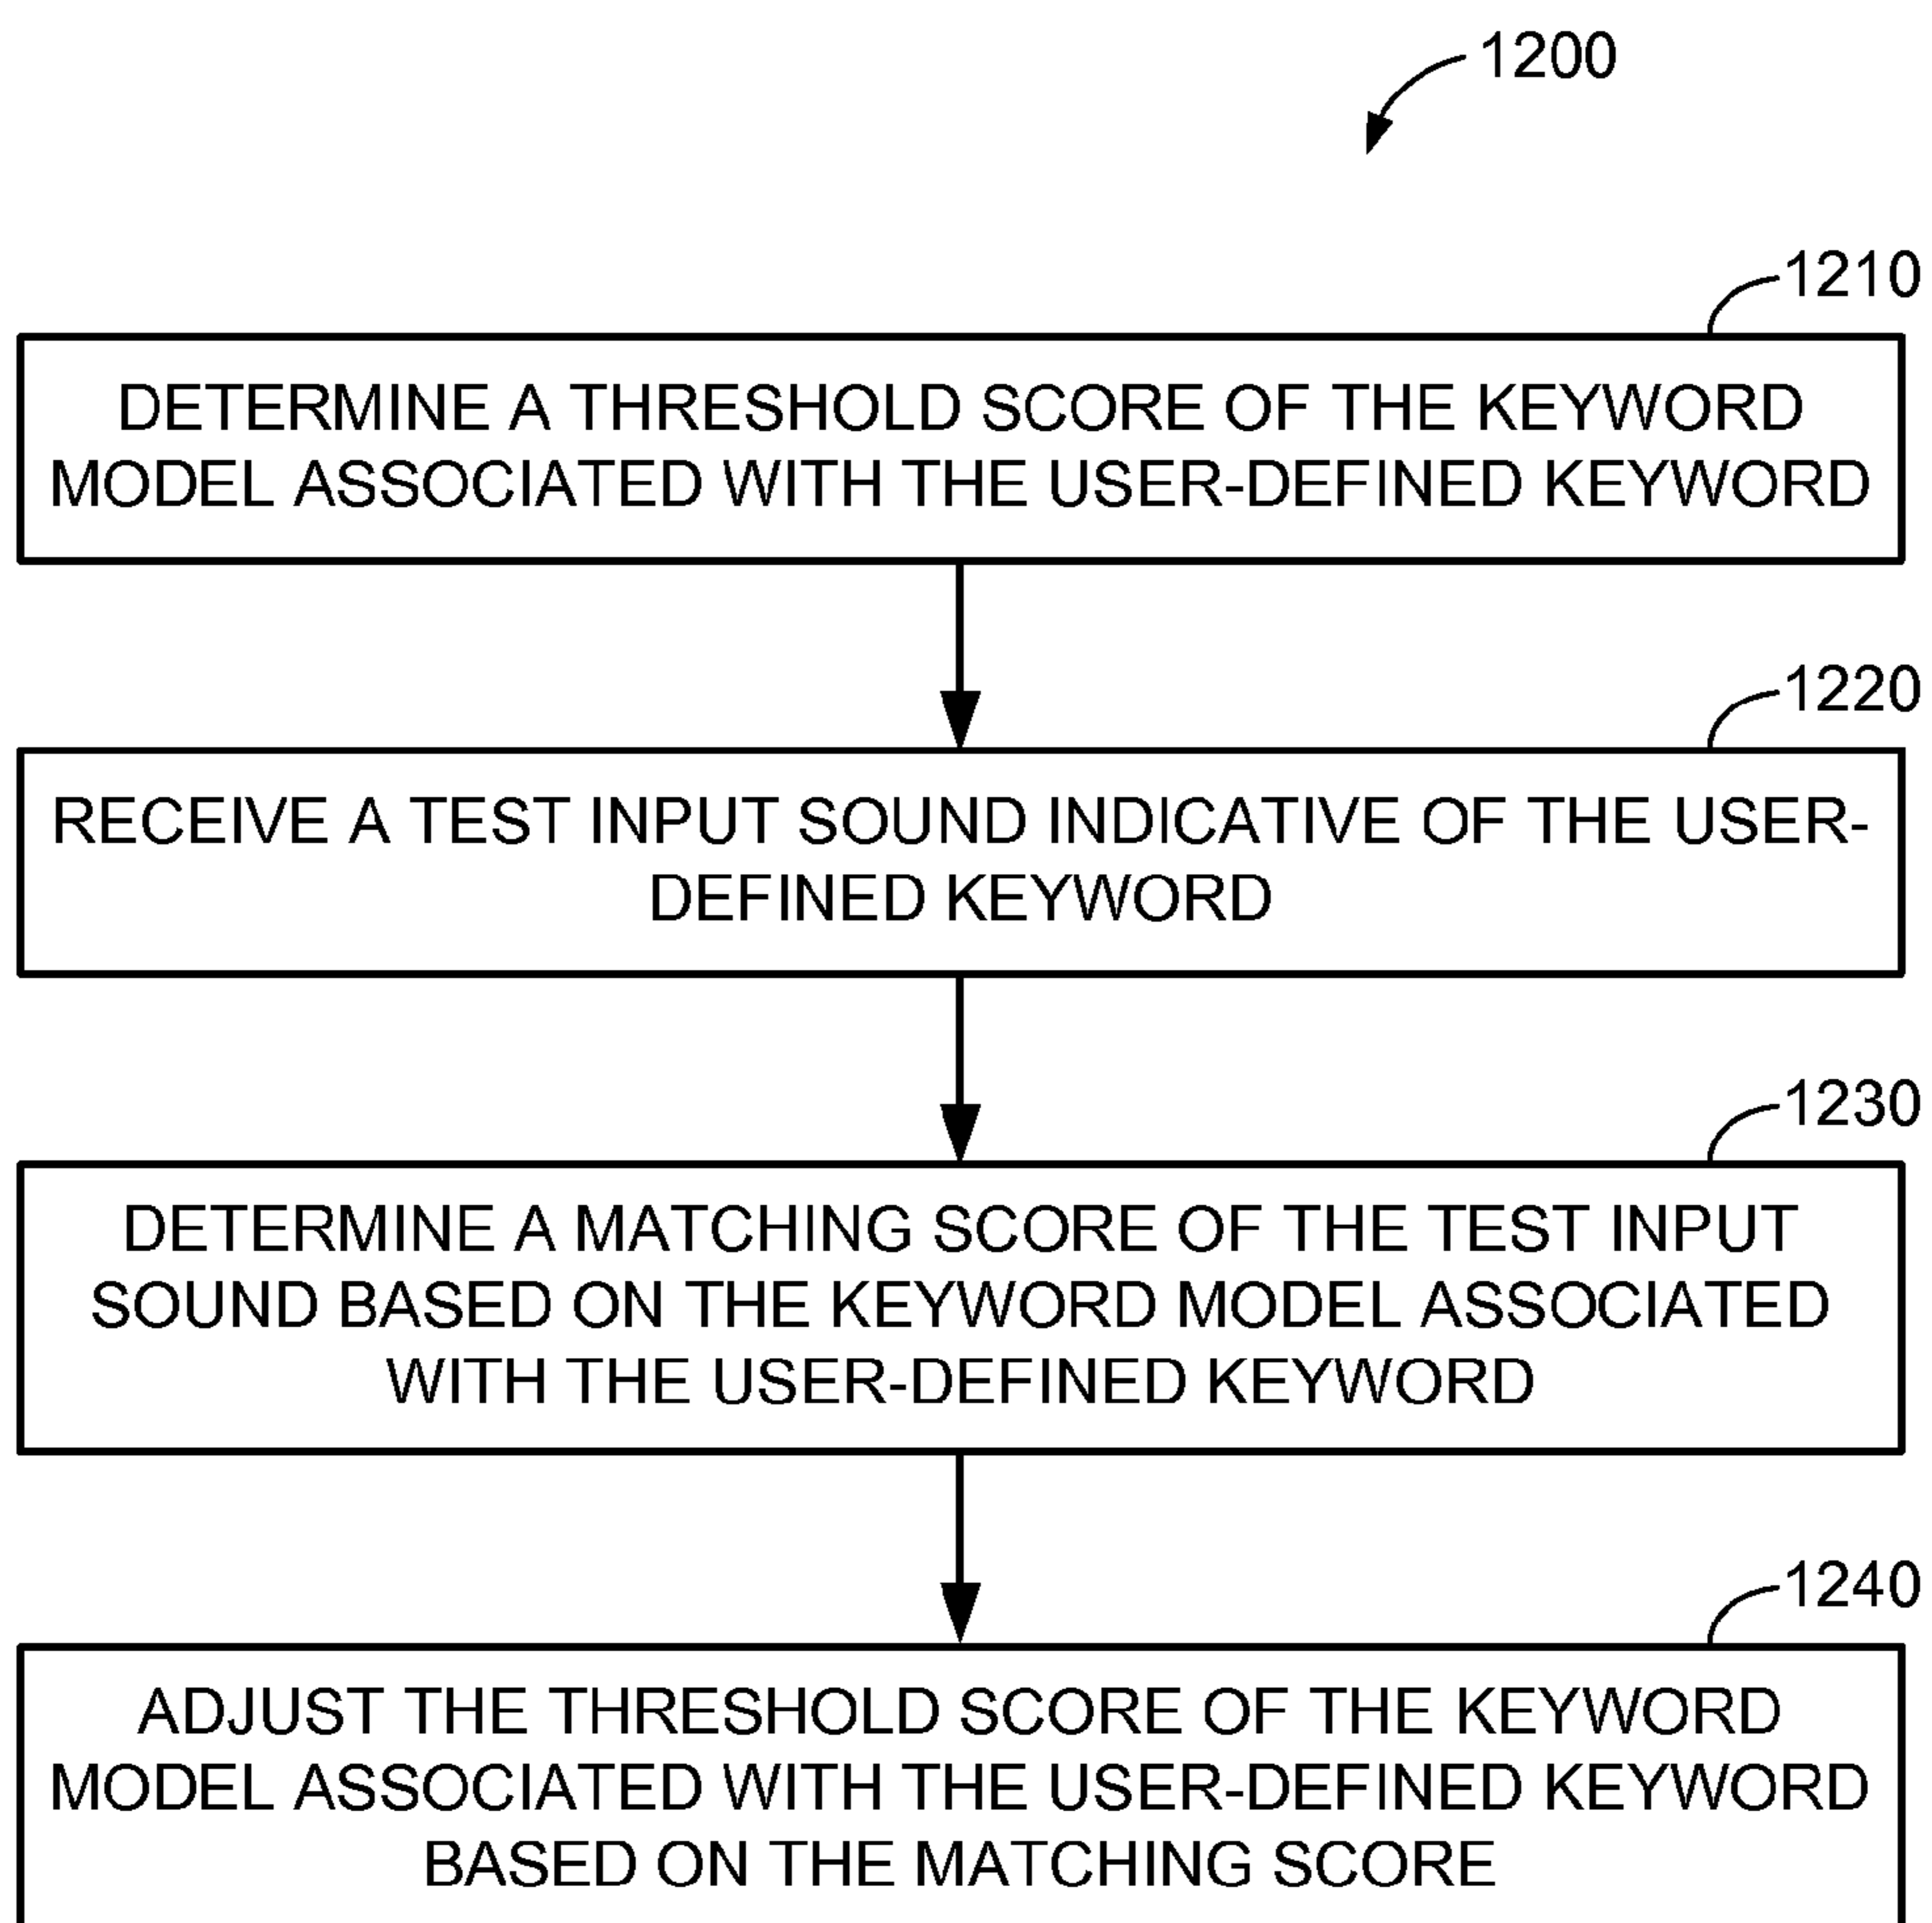 1200
1210
DETERMINE A THRESHOLD SCORE OF THE KEYWORD
MODEL ASSOCIATED WITH THE USER-DEFINED KEYWORD
1220
RECEIVE A TEST INPUT SOUND INDICATIVE OF THE USER-
DEFINED KEYWORD
1230
DETERMINE A MATCHING SCORE OF THE TEST INPUT
SOUND BASED ON THE KEYWORD MODEL ASSOCIATED
WITH THE USER-DEFINED KEYWORD
1240
ADJUST THE THRESHOLD SCORE OF THE KEYWORD
MODEL ASSOCIATED WITH THE USER-DEFINED KEYWORD
BASED ON THE MATCHING SCORE